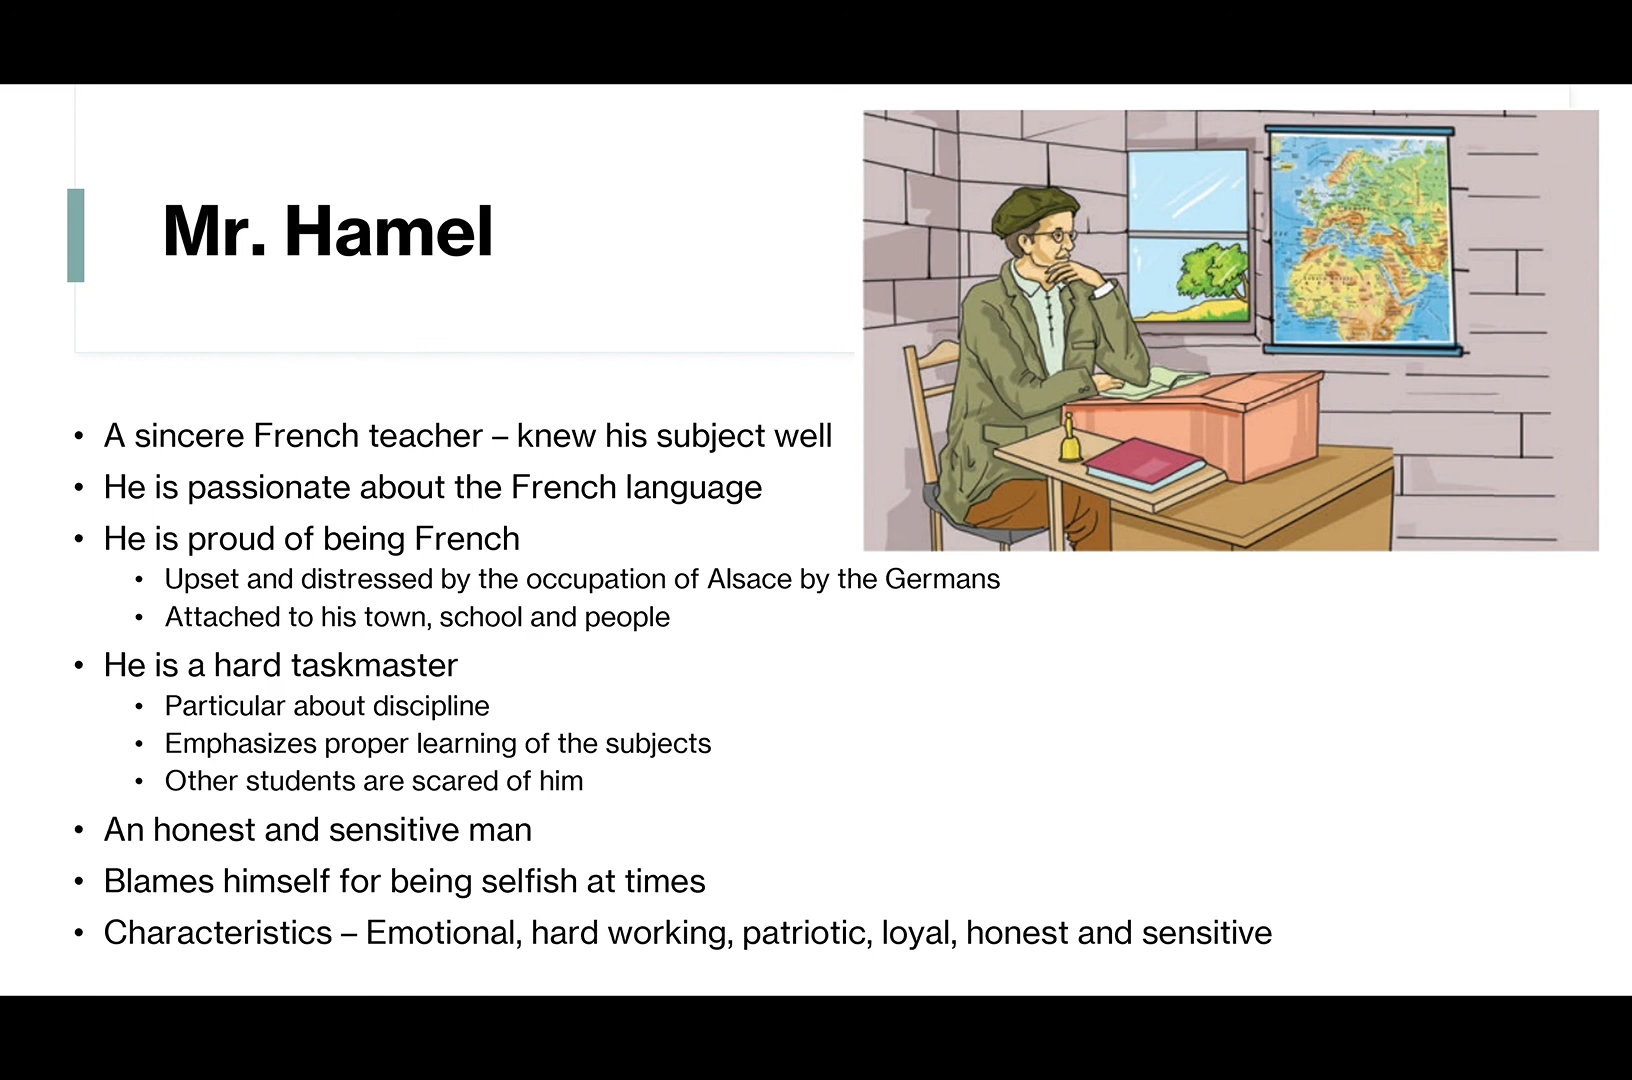 Mr. Hamel
• A sincere French teacher – knew his subject well
• He is passionate about the French language
• He is proud of being French
• Upset and distressed by the occupation of Alsace by the Germans
• Attached to his town, school and people
• He is a hard taskmaster
• Particular about discipline
• Emphasizes proper learning of the subjects
• Other students are scared of him
• An honest and sensitive man
• Blames himself for being selfish at times
• Characteristics – Emotional, hard working, patriotic, loyal, honest and sensitive